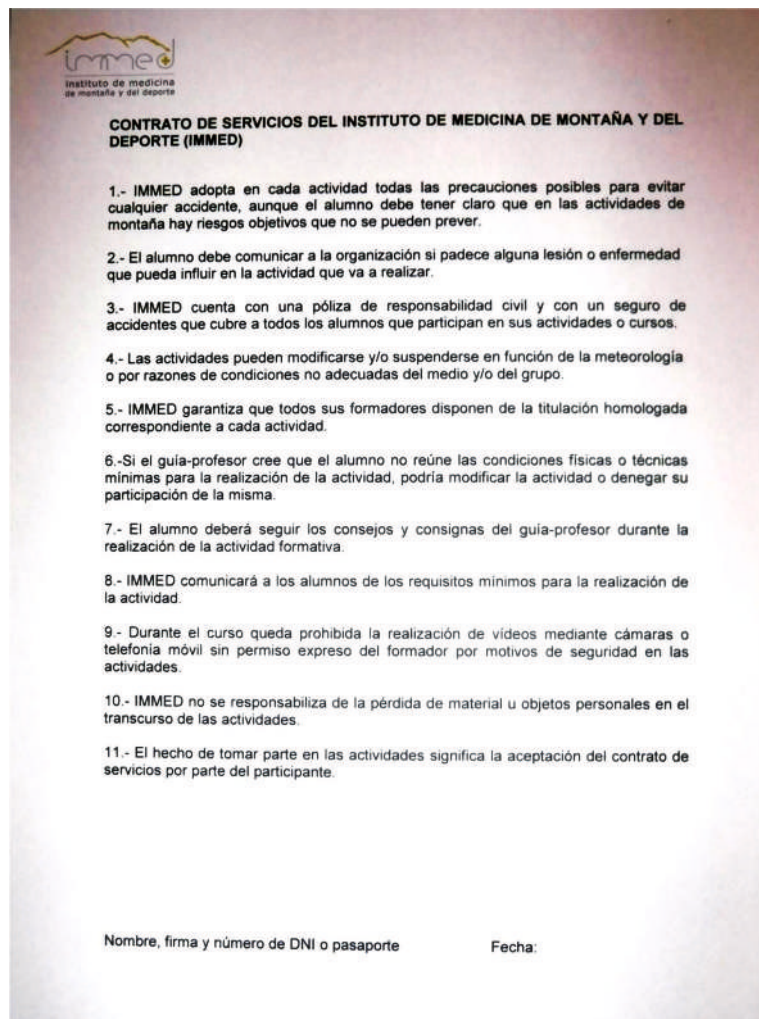 immed
instituto de medicina
de montaña y del deporte
CONTRATO DE SERVICIOS DEL INSTITUTO DE MEDICINA DE MONTAÑA Y DEL
DEPORTE (IMMED)
1.- IMMED adopta en cada actividad todas las precauciones posibles para evitar
cualquier accidente, aunque el alumno debe tener claro que en las actividades de
montaña hay riesgos objetivos que no se pueden prever.
2.- El alumno debe comunicar a la organización si padece alguna lesión o enfermedad
que pueda influir en la actividad que va a realizar.
3.- IMMED cuenta con una póliza de responsabilidad civil y con un seguro de
accidentes que cubre a todos los alumnos que participan en sus actividades o cursos.
4.- Las actividades pueden modificarse y/o suspenderse en función de la meteorología
o por razones de condiciones no adecuadas del medio y/o del grupo.
5.- IMMED garantiza que todos sus formadores disponen de la titulación homologada
correspondiente a cada actividad.
6.-Si el guía-profesor cree que el alumno no reúne las condiciones físicas o técnicas
mínimas para la realización de la actividad, podría modificar la actividad o denegar su
participación de la misma.
7.- El alumno deberá seguir los consejos y consignas del guía-profesor durante la
realización de la actividad formativa.
8.- IMMED comunicará a los alumnos de los requisitos mínimos para la realización de
la actividad.
9.- Durante el curso queda prohibida la realización de vídeos mediante cámaras o
telefonía móvil sin permiso expreso del formador por motivos de seguridad en las
actividades.
10.- IMMED no se responsabiliza de la pérdida de material u objetos personales en el
transcurso de las actividades.
11.- El hecho de tomar parte en las actividades significa la aceptación del contrato de
servicios por parte del participante.
Nombre, firma y número de DNI o pasaporte Fecha: